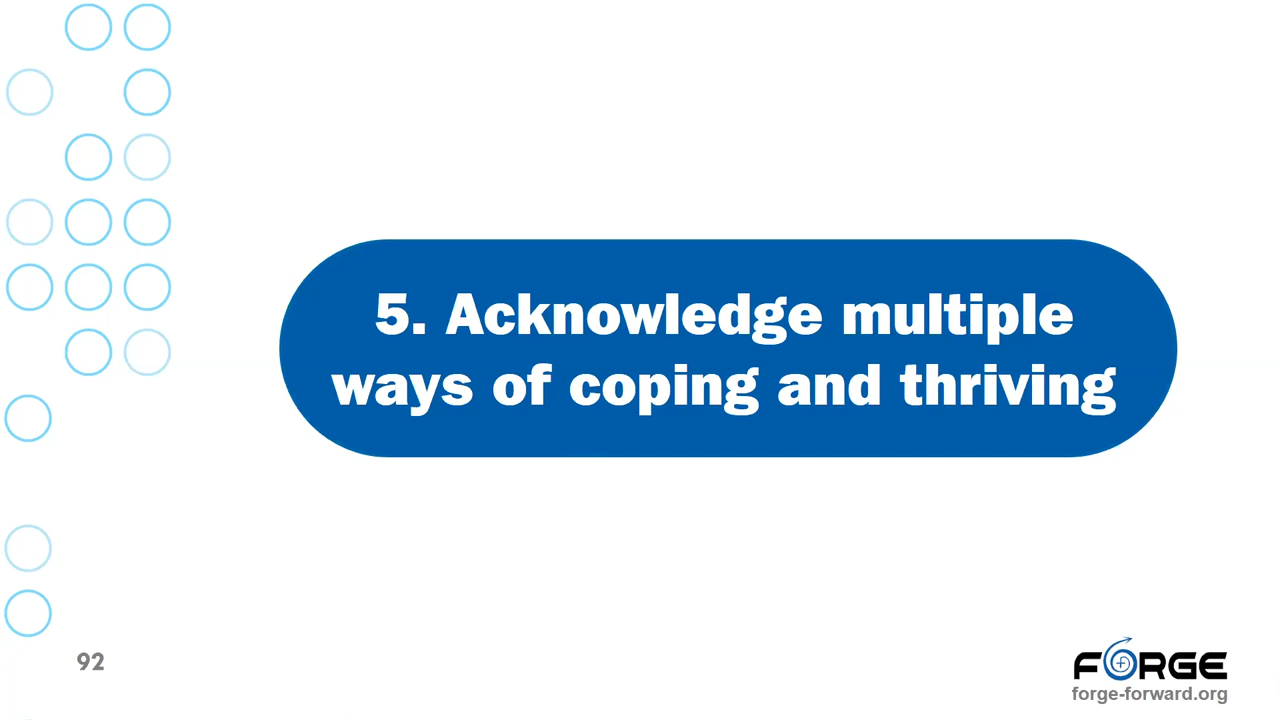 5. Acknowledge multiple
ways of coping and thriving
92
FORGE
forge-forward.org